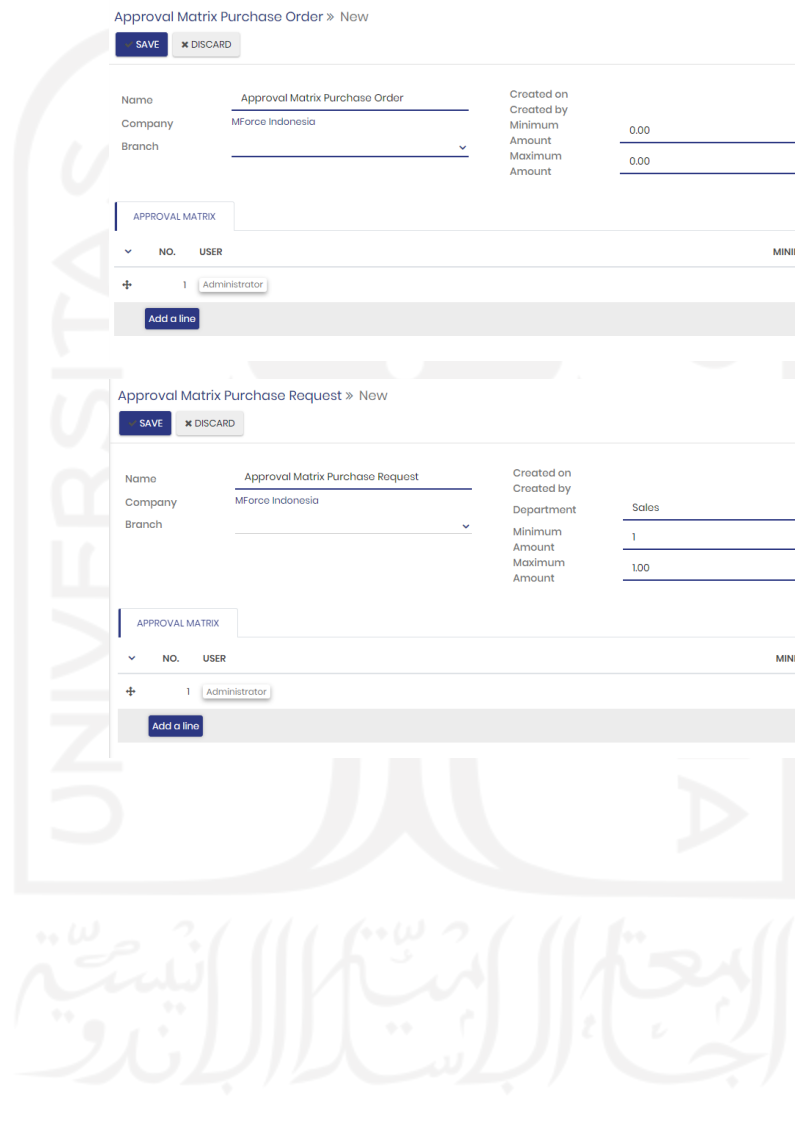 Approval Matrix Purchase Order » New
SAVE ✖ DISCARD
Name Approval Matrix Purchase Order
Company MForce Indonesia
Branch
Created on
Created by
Minimum Amount 0.00
Maximum Amount 0.00
APPROVAL MATRIX
NO. USER MINI
1 Administrator
Add a line
Approval Matrix Purchase Request » New
SAVE ✖ DISCARD
Name Approval Matrix Purchase Request
Company MForce Indonesia
Branch
Created on
Created by
Department Sales
Minimum Amount 1
Maximum Amount 1.00
APPROVAL MATRIX
NO. USER MINI
1 Administrator
Add a line
UNIVERSITAS